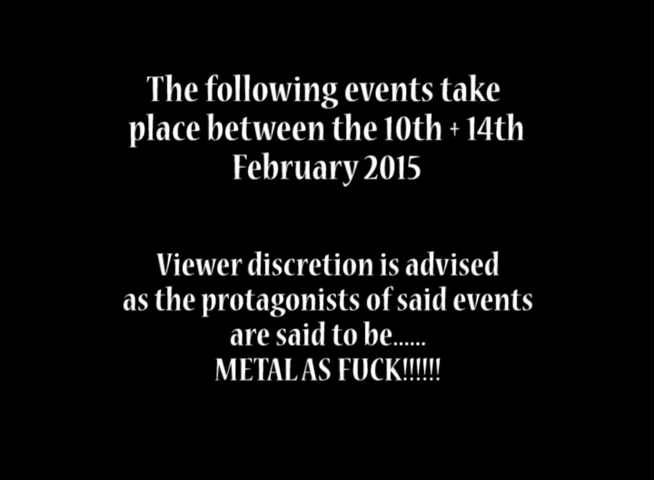 The following events take
place between the 10th + 14th
February 2015
Viewer discretion is advised
as the protagonists of said events
are said to be......
METAL AS FUCK!!!!!!